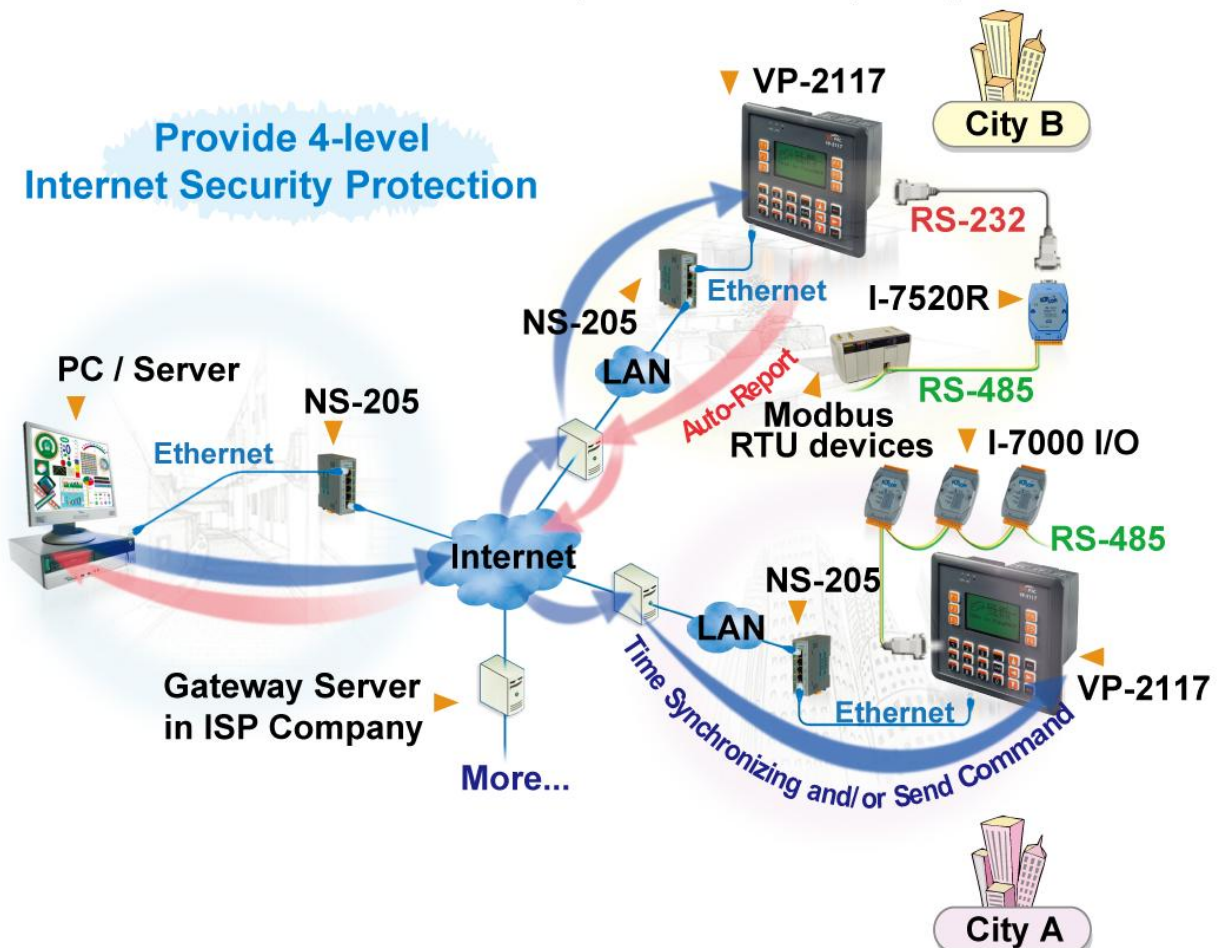 Provide 4-level
Internet Security Protection
VP-2117
City B
RS-232
NS-205
Ethernet
I-7520R
LAN
PC / Server
NS-205
Ethernet
Auto-Report
Modbus
RTU devices
RS-485
I-7000 I/O
RS-485
Internet
NS-205
LAN
Gateway Server
in ISP Company
Ethernet
VP-2117
Time Synchronizing and/or Send Command
More...
City A